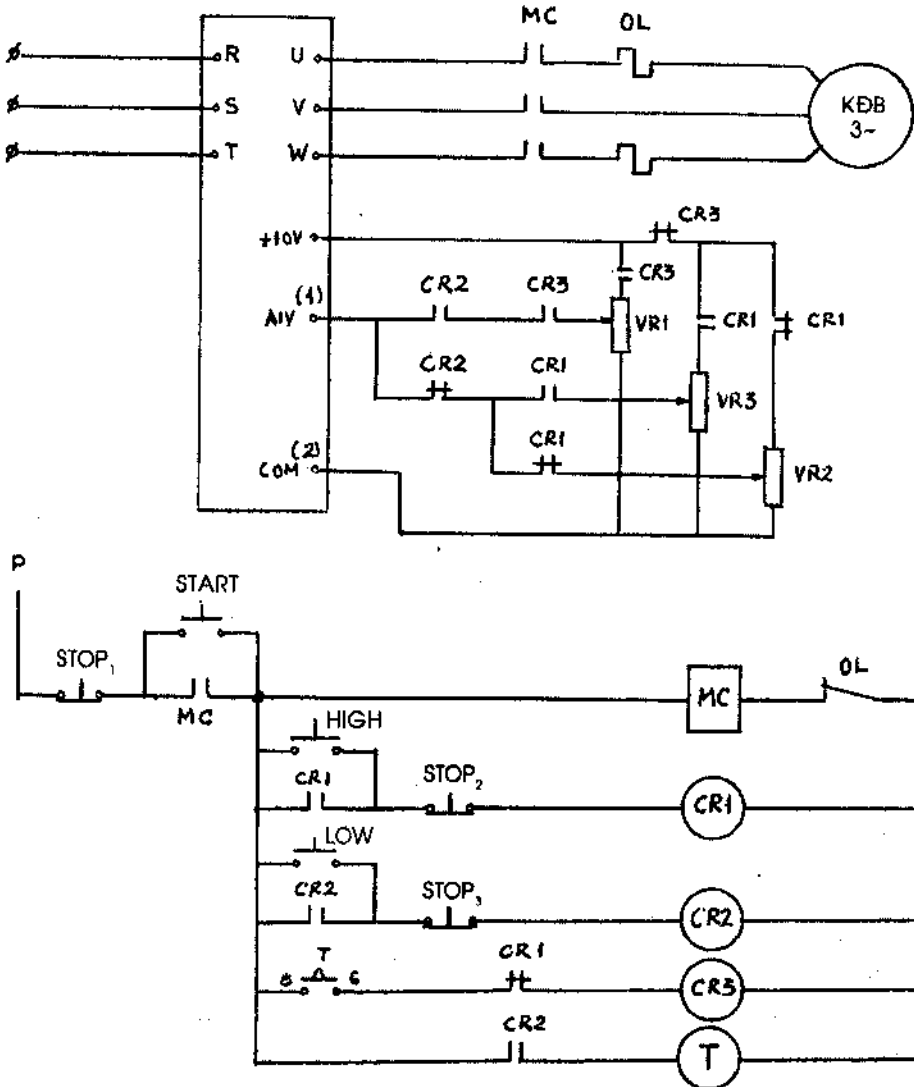 MC OL
R U
S V
T W
KĐB
3~
+10V
CR3
CR3
(1)
AIV
CR2 CR3
VR1
CR1
CR1
CR2 CR1
VR3
(2)
COM
CR1
VR2
P
START
STOP1
MC
MC
OL
HIGH
CR1
STOP2
CR1
LOW
CR2
STOP3
CR2
8 T 6
CR1
CR3
CR2
T